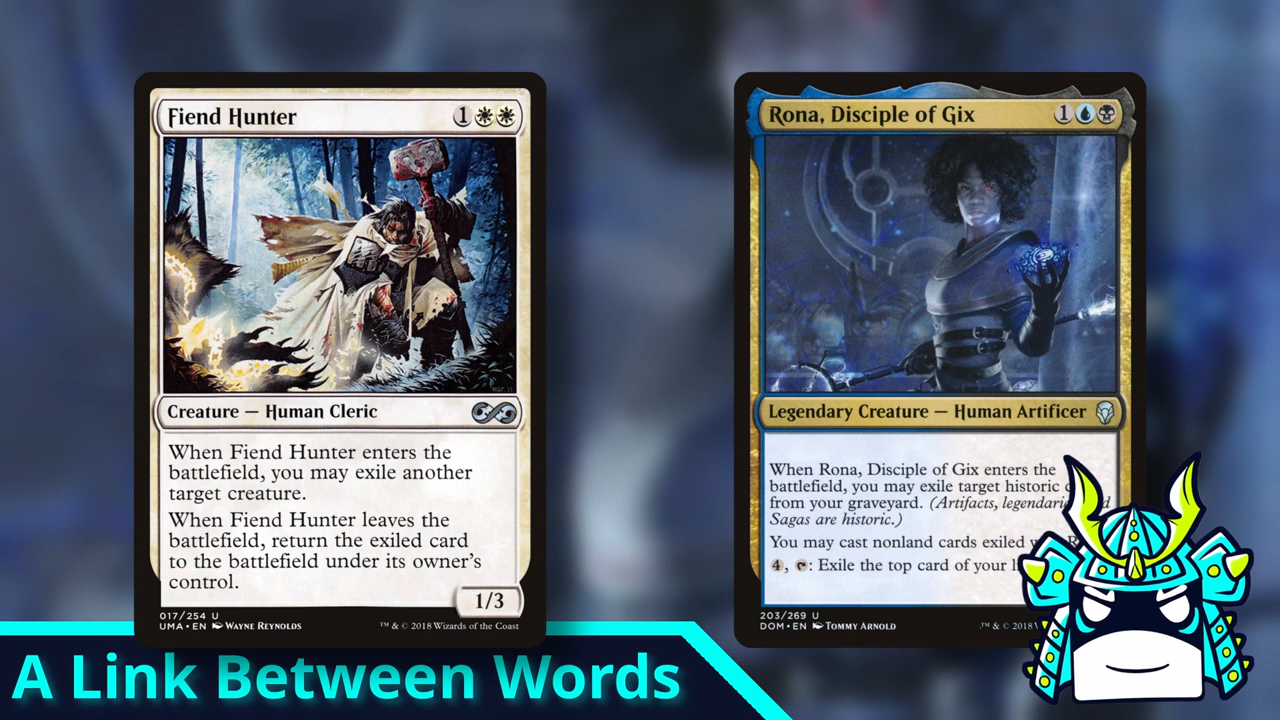 Fiend Hunter
1
Creature — Human Cleric
When Fiend Hunter enters the
battlefield, you may exile another
target creature.
When Fiend Hunter leaves the
battlefield, return the exiled card
to the battlefield under its owner's
control.
1/3
017/254 U
UMA • EN Wayne Reynolds
™ & © 2018 Wizards of the Coast
Rona, Disciple of Gix
1
Legendary Creature — Human Artificer
When Rona, Disciple of Gix enters the
battlefield, you may exile target historic
from your graveyard. (Artifacts,
Sagas are historic.)
You may cast nonland cards exiled
4, : Exile the top card of your
203/269 U
DOM • EN Tommy Arnold
™ & © 2018
A Link Between Words